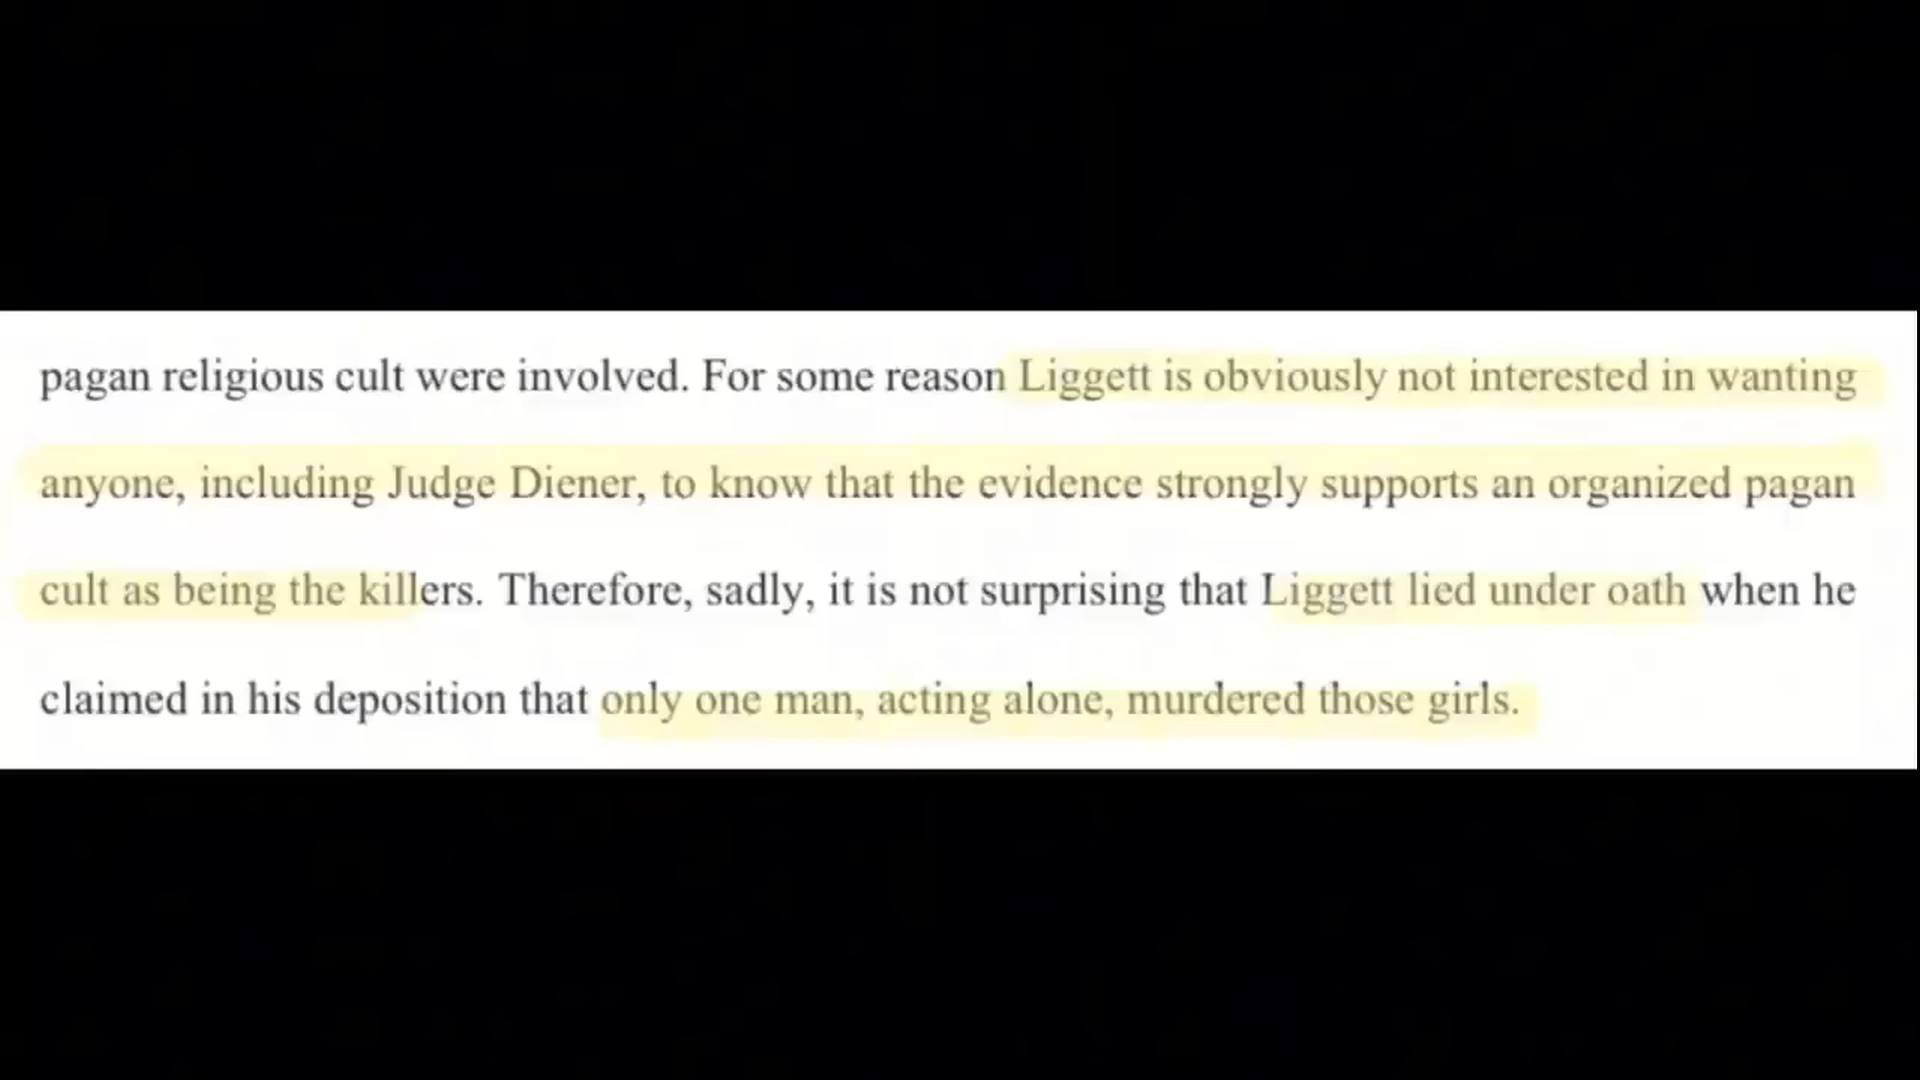 pagan religious cult were involved. For some reason Liggett is obviously not interested in wanting
anyone, including Judge Diener, to know that the evidence strongly supports an organized pagan
cult as being the killers. Therefore, sadly, it is not surprising that Liggett lied under oath when he
claimed in his deposition that only one man, acting alone, murdered those girls.